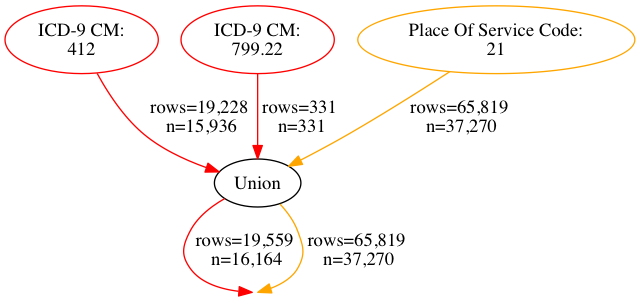 ICD-9 CM:
412
ICD-9 CM:
799.22
Place Of Service Code:
21
rows=19,228
n=15,936
rows=331
n=331
rows=65,819
n=37,270
Union
rows=19,559
n=16,164
rows=65,819
n=37,270